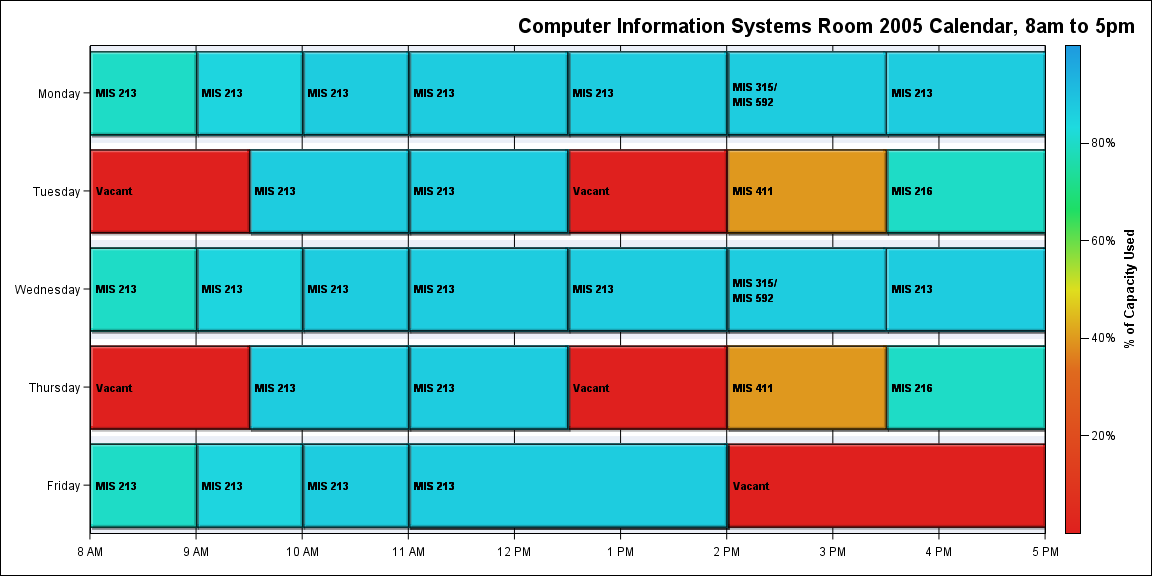 Computer Information Systems Room 2005 Calendar, 8am to 5pm
Monday
MIS 213
MIS 213
MIS 213
MIS 213
MIS 213
MIS 315/
MIS 592
MIS 213
Tuesday
Vacant
MIS 213
MIS 213
Vacant
MIS 411
MIS 216
Wednesday
MIS 213
MIS 213
MIS 213
MIS 213
MIS 213
MIS 315/
MIS 592
MIS 213
Thursday
Vacant
MIS 213
MIS 213
Vacant
MIS 411
MIS 216
Friday
MIS 213
MIS 213
MIS 213
MIS 213
Vacant
8 AM
9 AM
10 AM
11 AM
12 PM
1 PM
2 PM
3 PM
4 PM
5 PM
80%
60%
40%
20%
% of Capacity Used